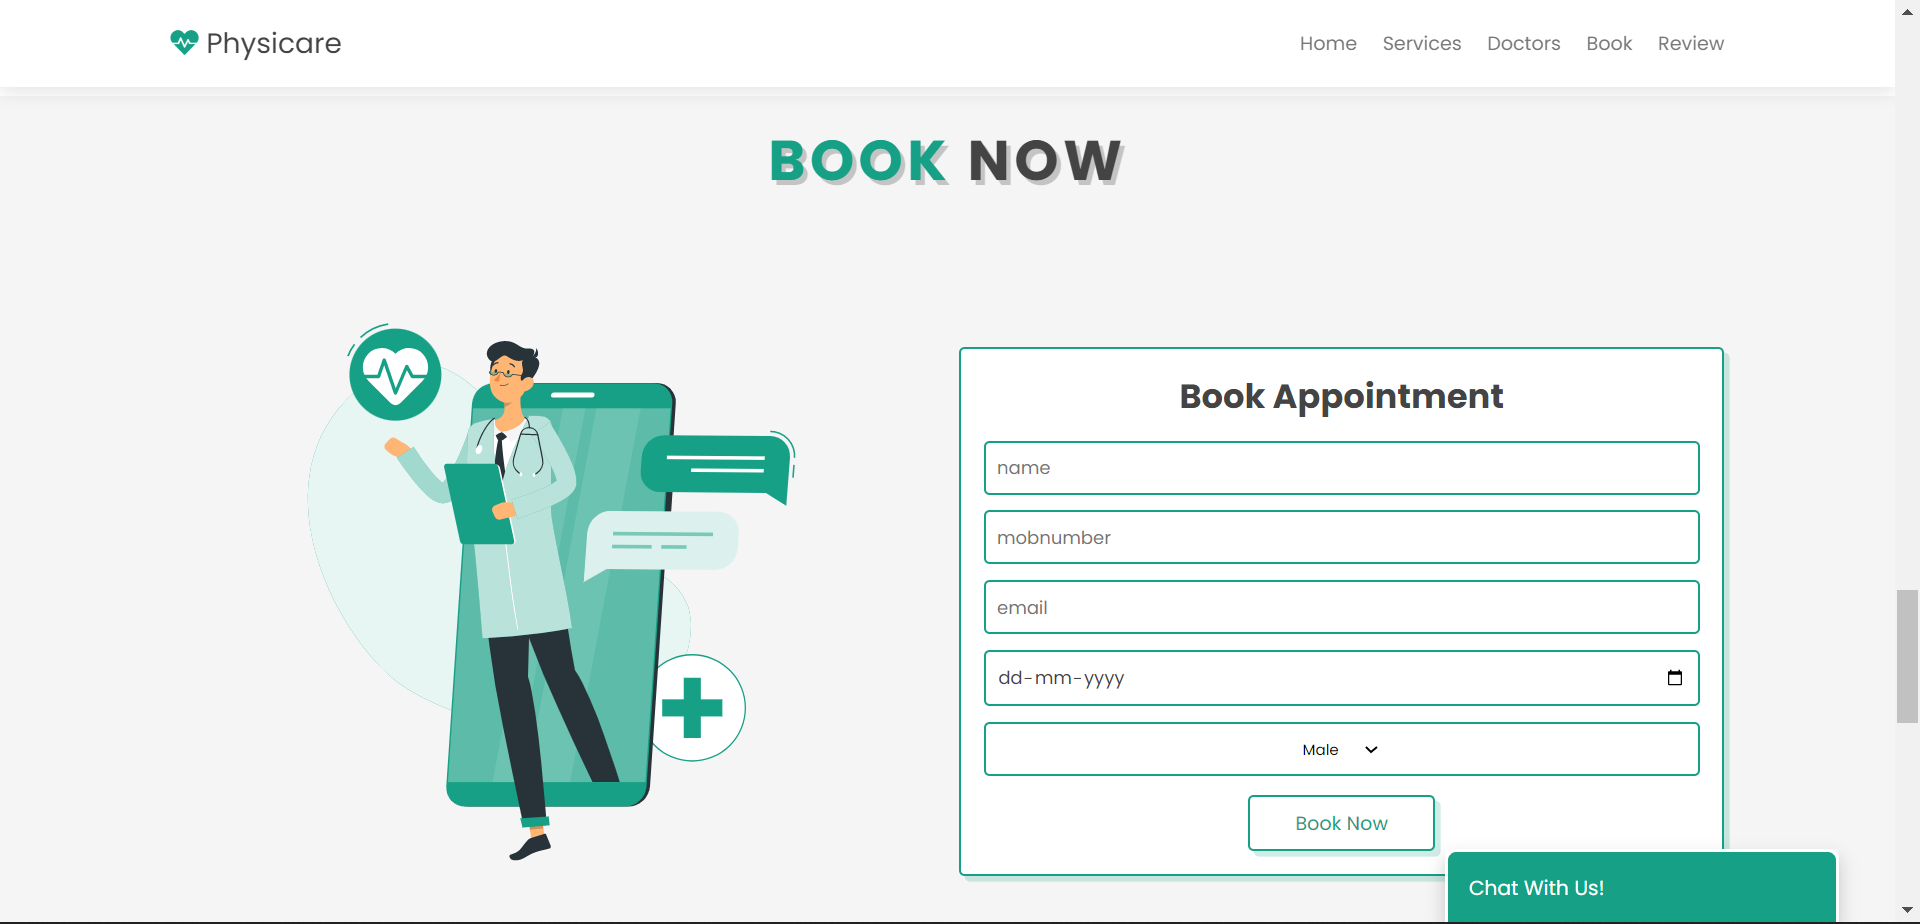 Physicare
Home Services Doctors Book Review
BOOK NOW
Book Appointment
name
mobnumber
email
dd-mm-yyyy
Male
Book Now
Chat With Us!